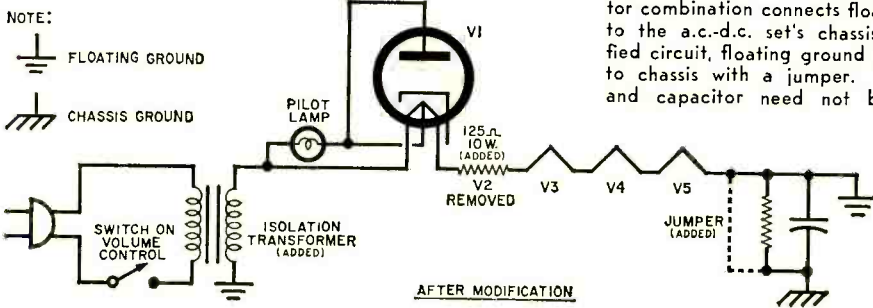 NOTE:
FLOATING GROUND
CHASSIS GROUND
tor combination connects floa
to the a.c.-d.c. set's chassis
fied circuit, floating ground
to chassis with a jumper.
and capacitor need not b
V1
PILOT
LAMP
125Ω
10W.
(ADDED)
V2
REMOVED
V3
V4
V5
JUMPER
(ADDED)
SWITCH ON
VOLUME
CONTROL
ISOLATION
TRANSFORMER
(ADDED)
AFTER MODIFICATION